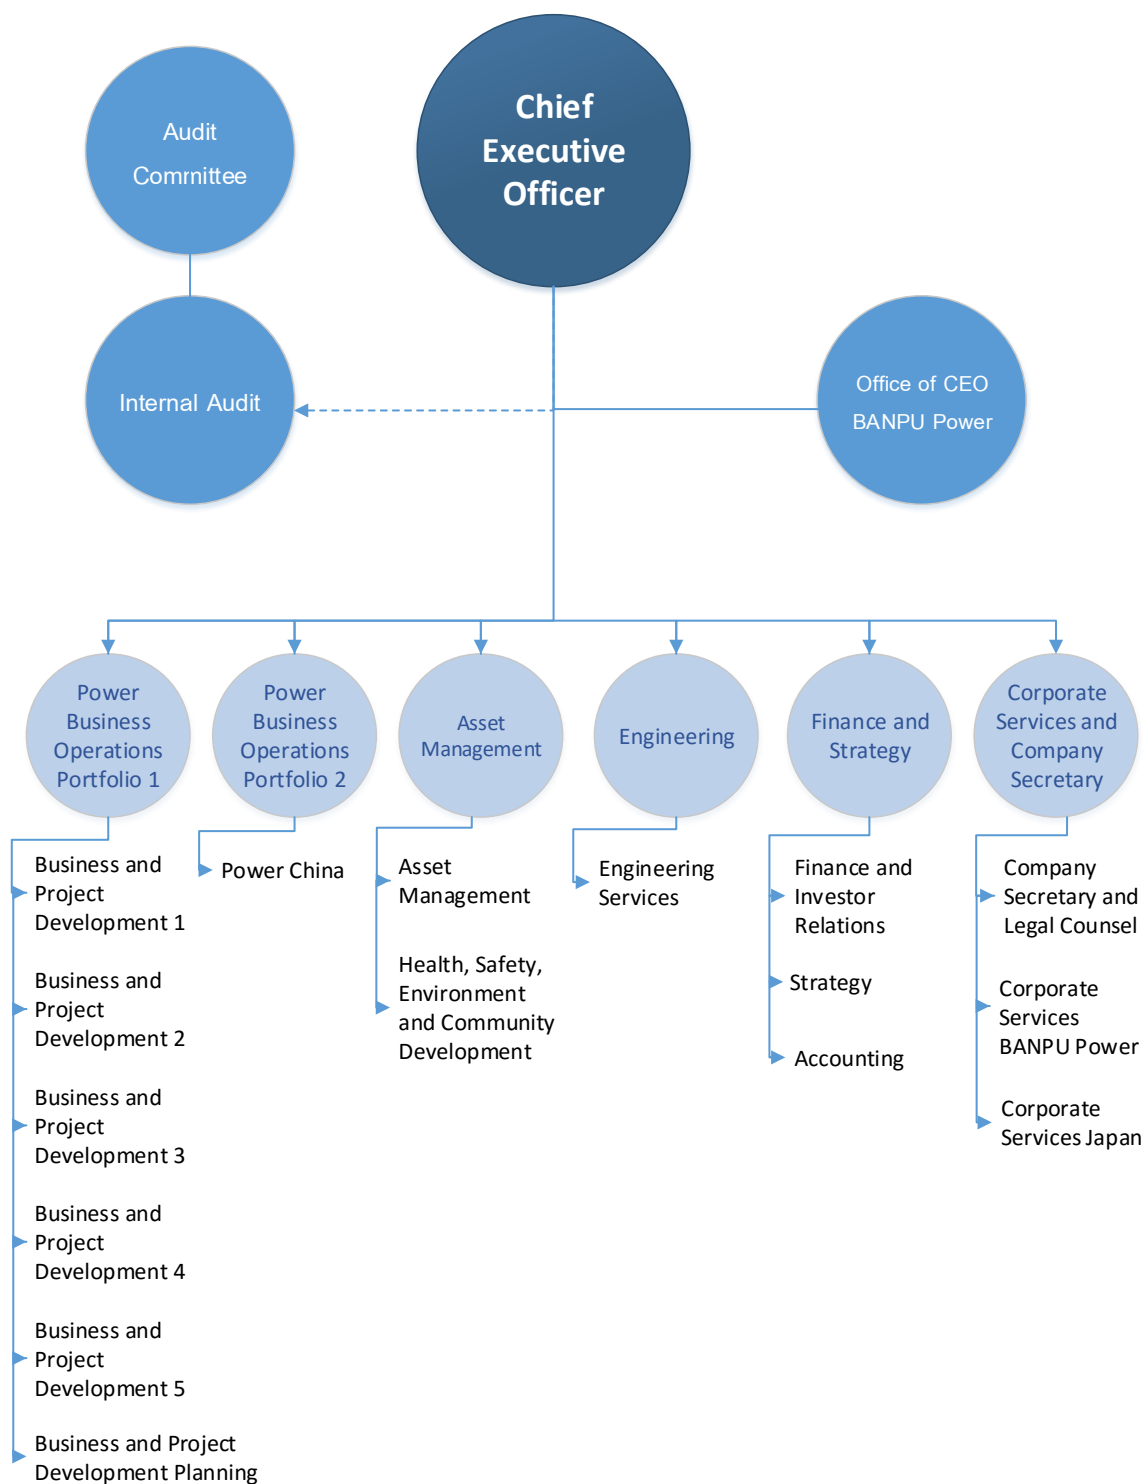 Audit
Committee
Chief
Executive
Officer
Internal Audit
Office of CEO
BANPU Power
Power
Business
Operations
Portfolio 1
Power
Business
Operations
Portfolio 2
Asset
Management
Engineering
Finance and
Strategy
Corporate
Services and
Company
Secretary
Business and
Project
Development 1
Business and
Project
Development 2
Business and
Project
Development 3
Business and
Project
Development 4
Business and
Project
Development 5
Business and Project
Development Planning
Power China
Asset
Management
Health, Safety,
Environment
and Community
Development
Engineering
Services
Finance and
Investor
Relations
Strategy
Accounting
Company
Secretary and
Legal Counsel
Corporate
Services
BANPU Power
Corporate
Services Japan